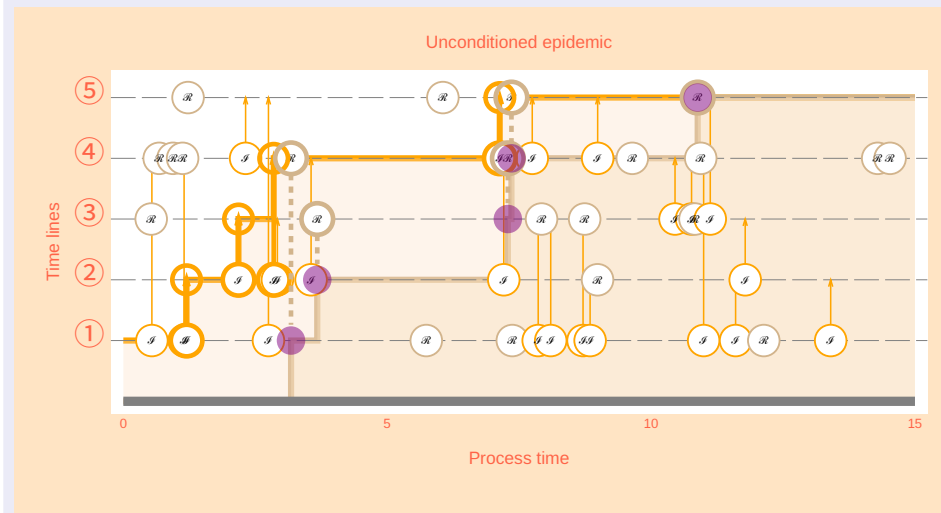 Unconditioned epidemic
Time lines
⑤
④
③
②
①
ℛ ℛ
ℛ ℛ ℛ ℐ ℛ ℛ ℐ ℐ ℛ ℛ ℛ ℛ
ℛ ℛ ℛ ℛ ℐ ℐ
ℐ ℐ ℐ ℛ ℐ
ℐ ℐ ℛ ℛ ℐ ℐ ℐ ℐ ℛ ℐ
0 5 10 15
Process time